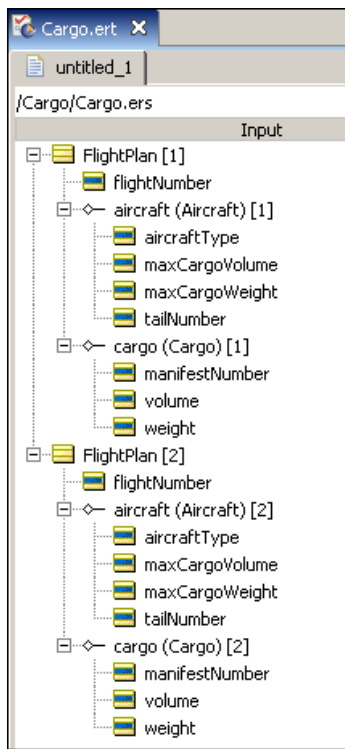 Cargo.ert
untitled_1
/Cargo/Cargo.ers
Input
FlightPlan [1]
flightNumber
aircraft (Aircraft) [1]
aircraftType
maxCargoVolume
maxCargoWeight
tailNumber
cargo (Cargo) [1]
manifestNumber
volume
weight
FlightPlan [2]
flightNumber
aircraft (Aircraft) [2]
aircraftType
maxCargoVolume
maxCargoWeight
tailNumber
cargo (Cargo) [2]
manifestNumber
volume
weight